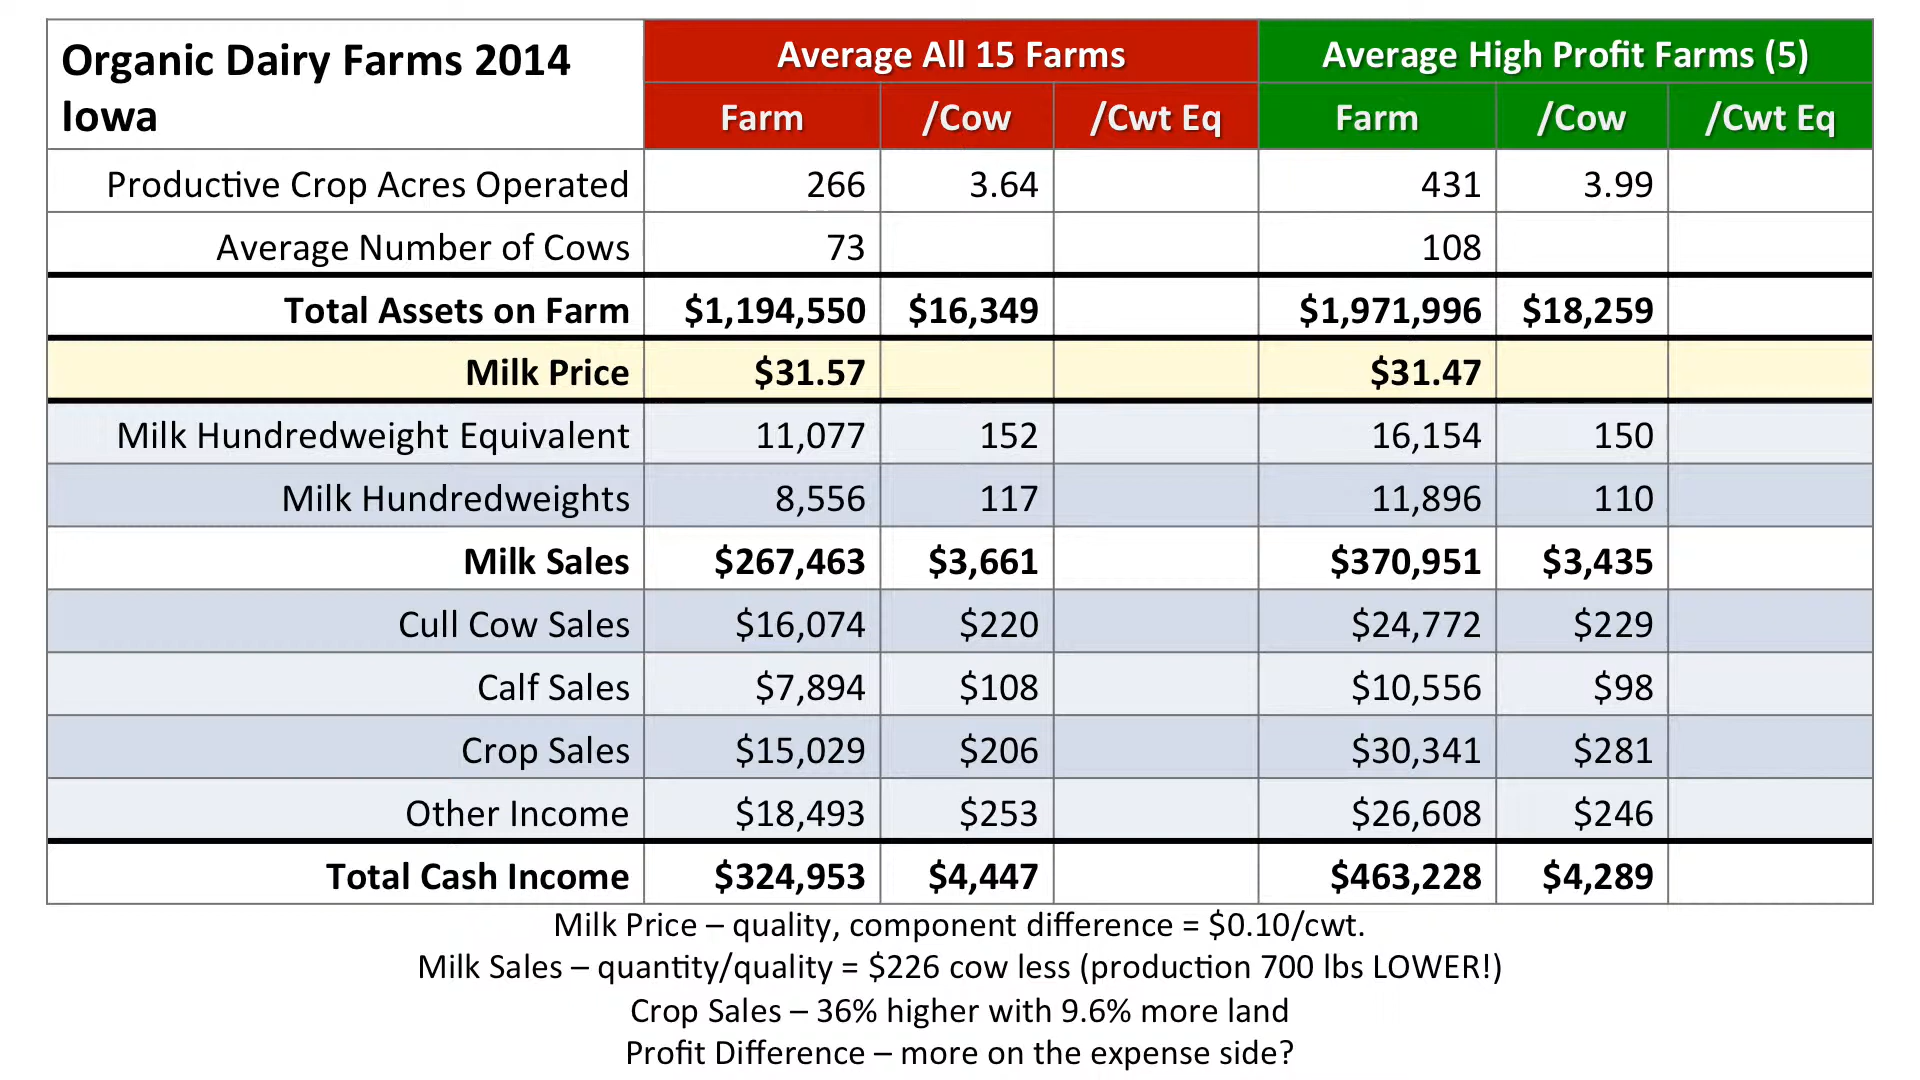 Organic Dairy Farms 2014 Iowa | Average All 15 Farms | Average High Profit Farms (5)
Farm | /Cow | /Cwt Eq | Farm | /Cow | /Cwt Eq
Productive Crop Acres Operated | 266 | 3.64 | 431 | 3.99
Average Number of Cows | 73 | 108
Total Assets on Farm | $1,194,550 | $16,349 | $1,971,996 | $18,259
Milk Price | $31.57 | $31.47
Milk Hundredweight Equivalent | 11,077 | 152 | 16,154 | 150
Milk Hundredweights | 8,556 | 117 | 11,896 | 110
Milk Sales | $267,463 | $3,661 | $370,951 | $3,435
Cull Cow Sales | $16,074 | $220 | $24,772 | $229
Calf Sales | $7,894 | $108 | $10,556 | $98
Crop Sales | $15,029 | $206 | $30,341 | $281
Other Income | $18,493 | $253 | $26,608 | $246
Total Cash Income | $324,953 | $4,447 | $463,228 | $4,289
Milk Price – quality, component difference = $0.10/cwt.
Milk Sales – quantity/quality = $226 cow less (production 700 lbs LOWER!)
Crop Sales – 36% higher with 9.6% more land
Profit Difference – more on the expense side?